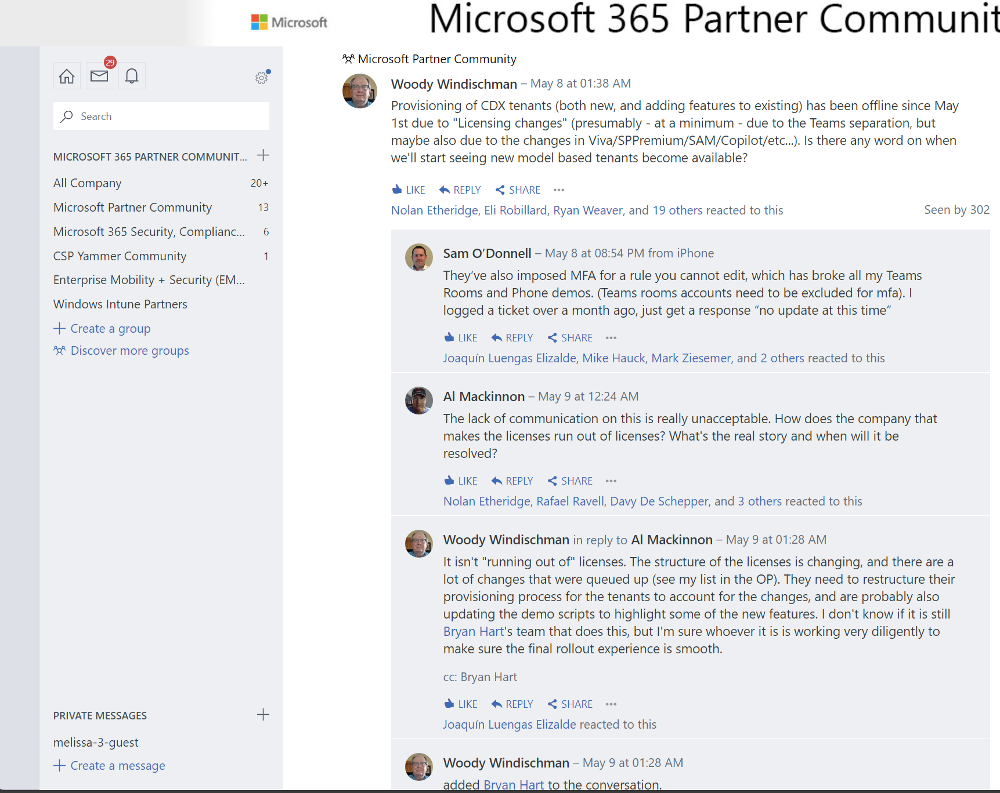 Microsoft
Microsoft 365 Partner Communit
29
Search
MICROSOFT 365 PARTNER COMMUNIT...
All Company 20+
Microsoft Partner Community 13
Microsoft 365 Security, Complianc... 6
CSP Yammer Community 1
Enterprise Mobility + Security (EM...
Windows Intune Partners
Create a group
Discover more groups
PRIVATE MESSAGES
melissa-3-guest
Create a message
Microsoft Partner Community
Woody Windischman – May 8 at 01:38 AM
Provisioning of CDX tenants (both new, and adding features to existing) has been offline since May
1st due to "Licensing changes" (presumably - at a minimum - due to the Teams separation, but
maybe also due to the changes in Viva/SPPremium/SAM/Copilot/etc...). Is there any word on when
we'll start seeing new model based tenants become available?
LIKE REPLY SHARE •••
Nolan Etheridge, Eli Robillard, Ryan Weaver, and 19 others reacted to this Seen by 302
Sam O’Donnell – May 8 at 08:54 PM from iPhone
They’ve also imposed MFA for a rule you cannot edit, which has broke all my Teams
Rooms and Phone demos. (Teams rooms accounts need to be excluded for mfa). I
logged a ticket over a month ago, just get a response “no update at this time”
LIKE REPLY SHARE •••
Joaquín Luengas Elizalde, Mike Hauck, Mark Ziesemer, and 2 others reacted to this
Al Mackinnon – May 9 at 12:24 AM
The lack of communication on this is really unacceptable. How does the company that
makes the licenses run out of licenses? What's the real story and when will it be
resolved?
LIKE REPLY SHARE •••
Nolan Etheridge, Rafael Ravell, Davy De Schepper, and 3 others reacted to this
Woody Windischman in reply to Al Mackinnon – May 9 at 01:28 AM
It isn't "running out of" licenses. The structure of the licenses is changing, and there are a
lot of changes that were queued up (see my list in the OP). They need to restructure their
provisioning process for the tenants to account for the changes, and are probably also
updating the demo scripts to highlight some of the new features. I don't know if it is still
Bryan Hart's team that does this, but I'm sure whoever it is is working very diligently to
make sure the final rollout experience is smooth.
cc: Bryan Hart
LIKE REPLY SHARE •••
Joaquín Luengas Elizalde reacted to this
Woody Windischman – May 9 at 01:28 AM
added Bryan Hart to the conversation.